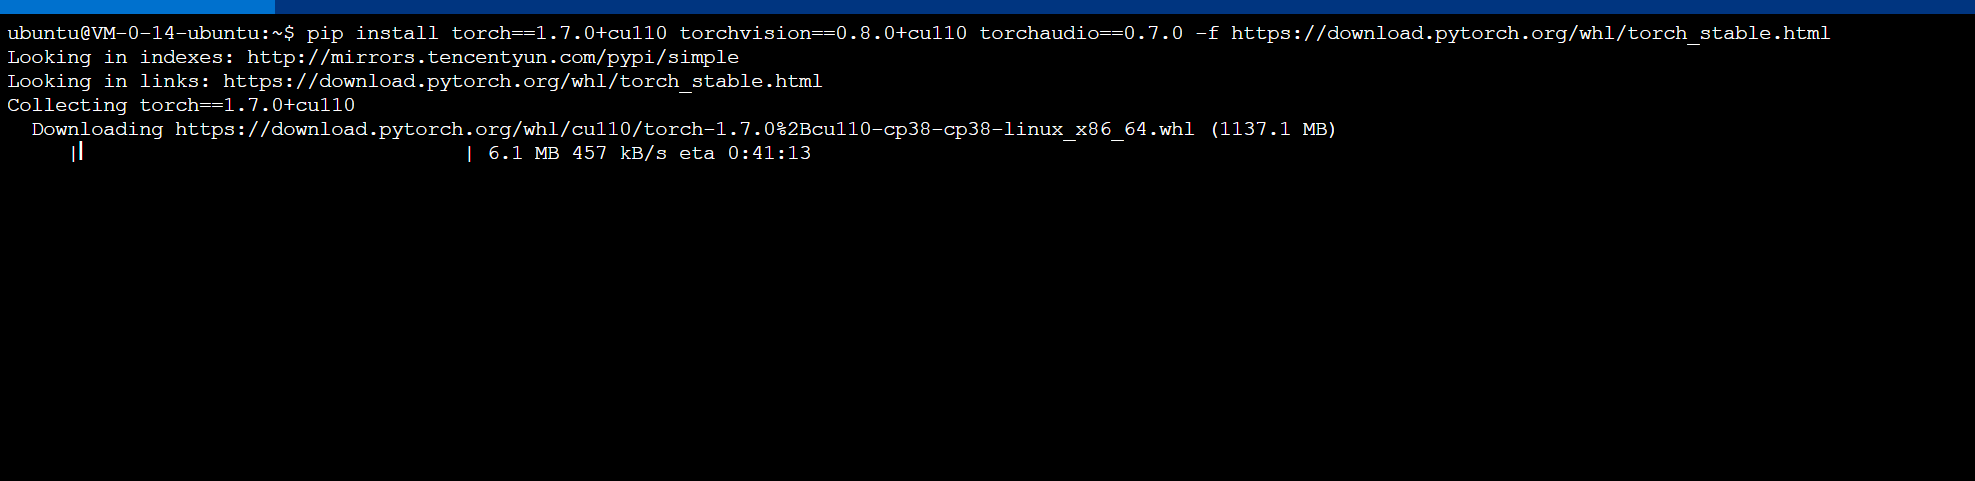 ubuntu@VM-0-14-ubuntu:~$ pip install torch==1.7.0+cu110 torchvision==0.8.0+cu110 torchaudio==0.7.0 -f https://download.pytorch.org/whl/torch_stable.html
Looking in indexes: http://mirrors.tencentyun.com/pypi/simple
Looking in links: https://download.pytorch.org/whl/torch_stable.html
Collecting torch==1.7.0+cu110
  Downloading https://download.pytorch.org/whl/cu110/torch-1.7.0%2Bcu110-cp38-cp38-linux_x86_64.whl (1137.1 MB)
     |▏                                | 6.1 MB 457 kB/s eta 0:41:13